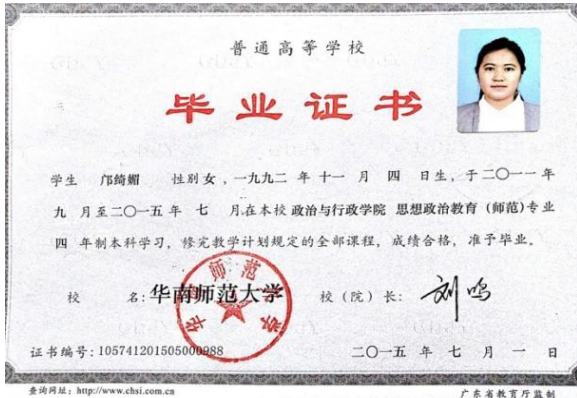 普通高等学校
毕业证书
学生 邝绮媚 性别 女，一九九二 年 十一 月 四 日生，于二〇一一 年
九 月至二〇一五 年 七 月在本校 政治与行政学院 思想政治教育（师范）专业
四 年制本科学习，修完教学计划规定的全部课程，成绩合格，准予毕业。
校 名：华南师范大学 校（院）长：刘鸣
华南师范大学
证书编号：105741201505000988 二〇一五 年 七 月 一 日
查询网址：http://www.chsi.com.cn 广东省教育厅监制